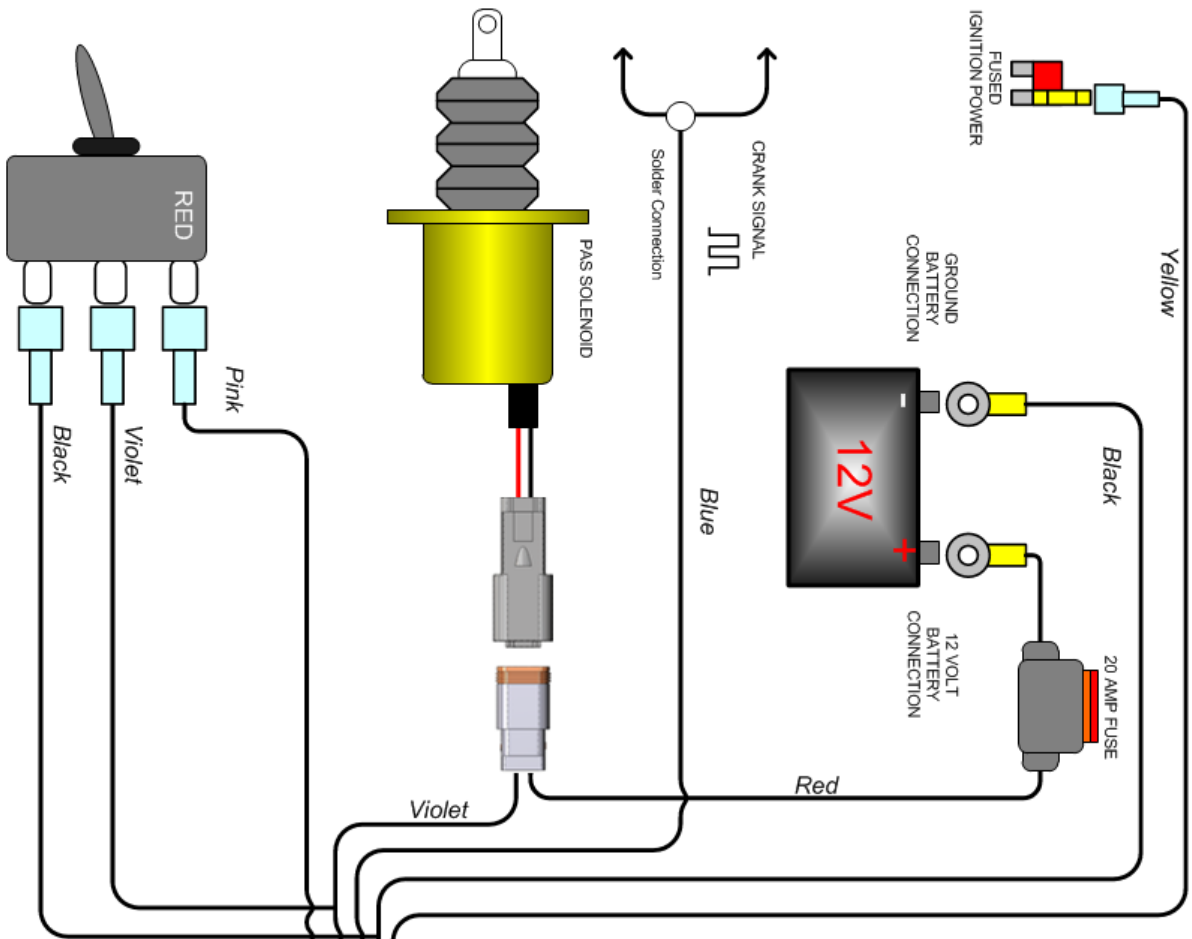 FUSED
IGNITION POWER
CRANK SIGNAL
Solder Connection
RED
PAS SOLENOID
GROUND
BATTERY
CONNECTION
Yellow
Pink
Black
Violet
Blue
-
12V
+
Black
12 VOLT
BATTERY
CONNECTION
20 AMP FUSE
Red
Violet